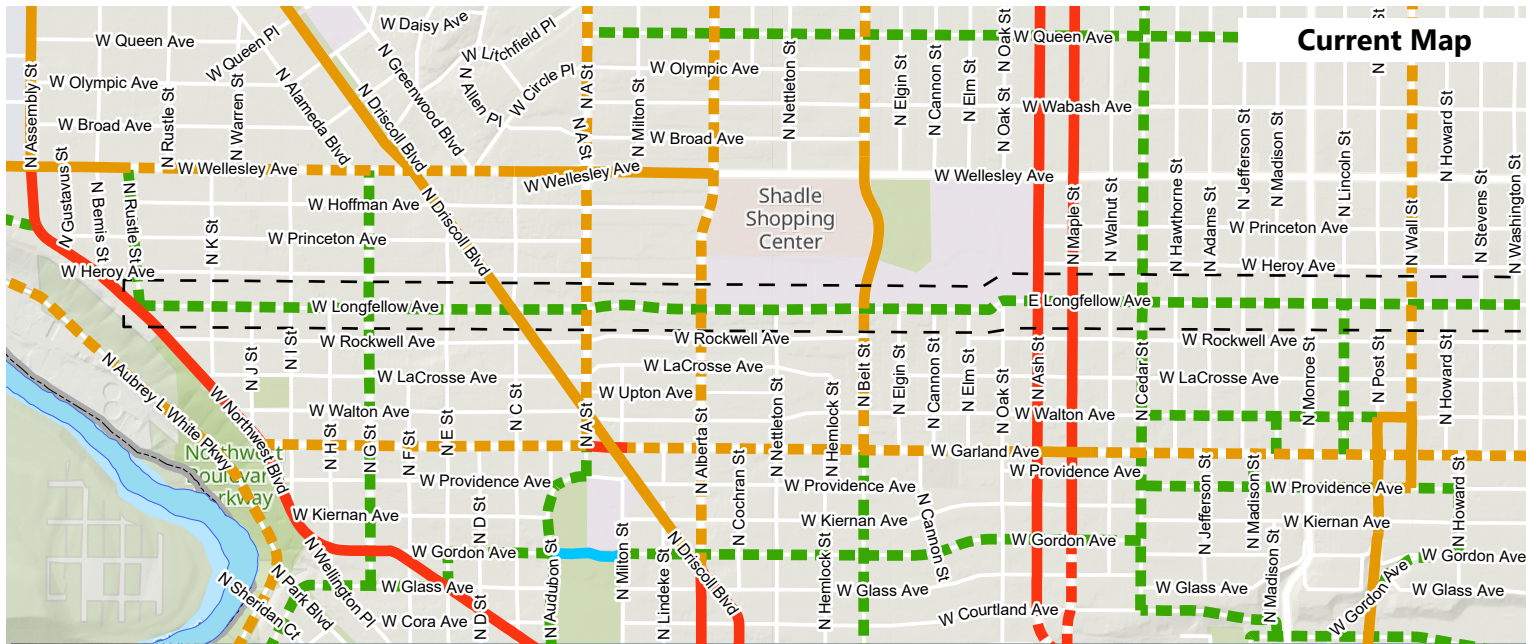 Current Map
W Queen Ave
W Queen Pl
W Daisy Ave
W Litchfield Pl
W Queen Ave
N Assembly St
W Olympic Ave
N Rustle St
N Warren St
N Alameda Blvd
N Driscoll Blvd
N Greenwood Blvd
N Allen Pl
W Circle Pl
N A St
N A St
N Milton St
W Olympic Ave
N Nettleton St
N Elgin St
N Cannon St
N Elm St
N Oak St
N Oak St
W Wabash Ave
W Broad Ave
W Broad Ave
N Jefferson St
N Madison St
N Lincoln St
N Howard St
W Wellesley Ave
W Wellesley Ave
W Wellesley Ave
N Gustavus St
N Bemis St
N Rustle St
N K St
W Hoffman Ave
N Driscoll Blvd
Shadle
Shopping
Center
N Maple St
N Walnut St
N Hawthorne St
N Adams St
W Princeton Ave
W Princeton Ave
N Wall St
N Stevens St
N Washington St
W Heroy Ave
W Heroy Ave
W Longfellow Ave
E Longfellow Ave
W Rockwell Ave
W Rockwell Ave
W Rockwell Ave
N Aubrey L White Pkwy
N J St
N I St
W LaCrosse Ave
W LaCrosse Ave
W LaCrosse Ave
W Upton Ave
N Belt St
N Elgin St
N Cannon St
N Elm St
N Oak St
N Ash St
N Cedar St
N Monroe St
N Post St
N Howard St
W Northwest Blvd
W Walton Ave
W Walton Ave
N H St
N G St
N F St
N E St
N C St
N A St
N Alberta St
N Nettleton St
N Hemlock St
W Garland Ave
Northwest
Boulevard
Parkway
W Providence Ave
W Providence Ave
W Providence Ave
W Providence Ave
N Cochran St
N Cannon St
N Jefferson St
N Madison St
N Howard St
W Kiernan Ave
W Kiernan Ave
W Kiernan Ave
N D St
W Gordon Ave
W Gordon Ave
W Gordon Ave
W Gordon Ave
N Wellington Pl
N Park Blvd
N Sheridan Ct
W Glass Ave
W Glass Ave
W Glass Ave
W Glass Ave
W Cora Ave
N D St
N Audubon St
N Milton St
N Lindeke St
N Driscoll Blvd
N Hemlock St
W Courtland Ave
N Madison St